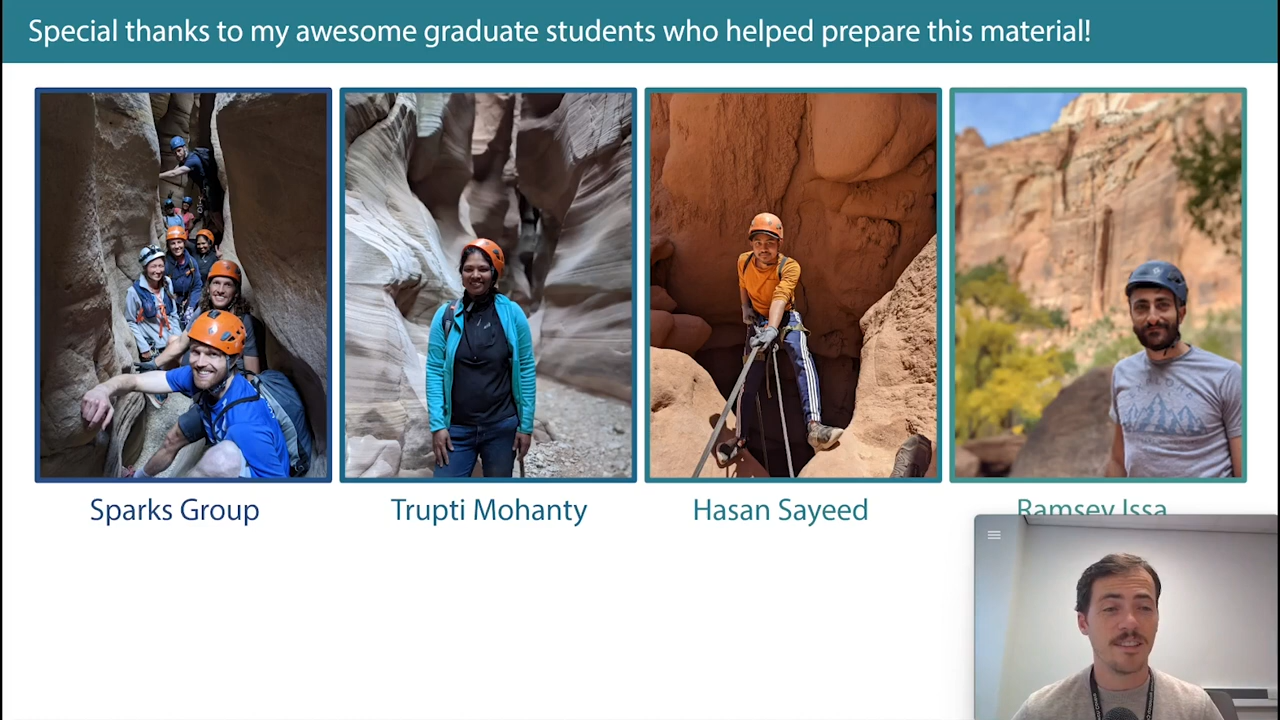 Special thanks to my awesome graduate students who helped prepare this material!
Sparks Group
Trupti Mohanty
Hasan Sayeed
Ramsey Issa